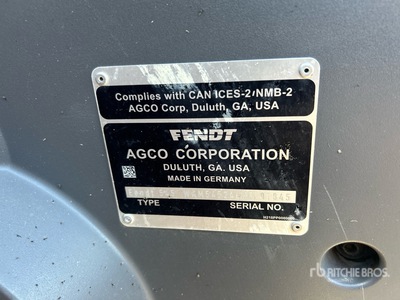 Complies with CAN ICES-2/NMB-2
AGCO Corp, Duluth, GA, USA
FENDT
AGCO CORPORATION
DULUTH, GA. USA
MADE IN GERMANY
TYPE SERIAL NO.
rb RITCHIE BROS.